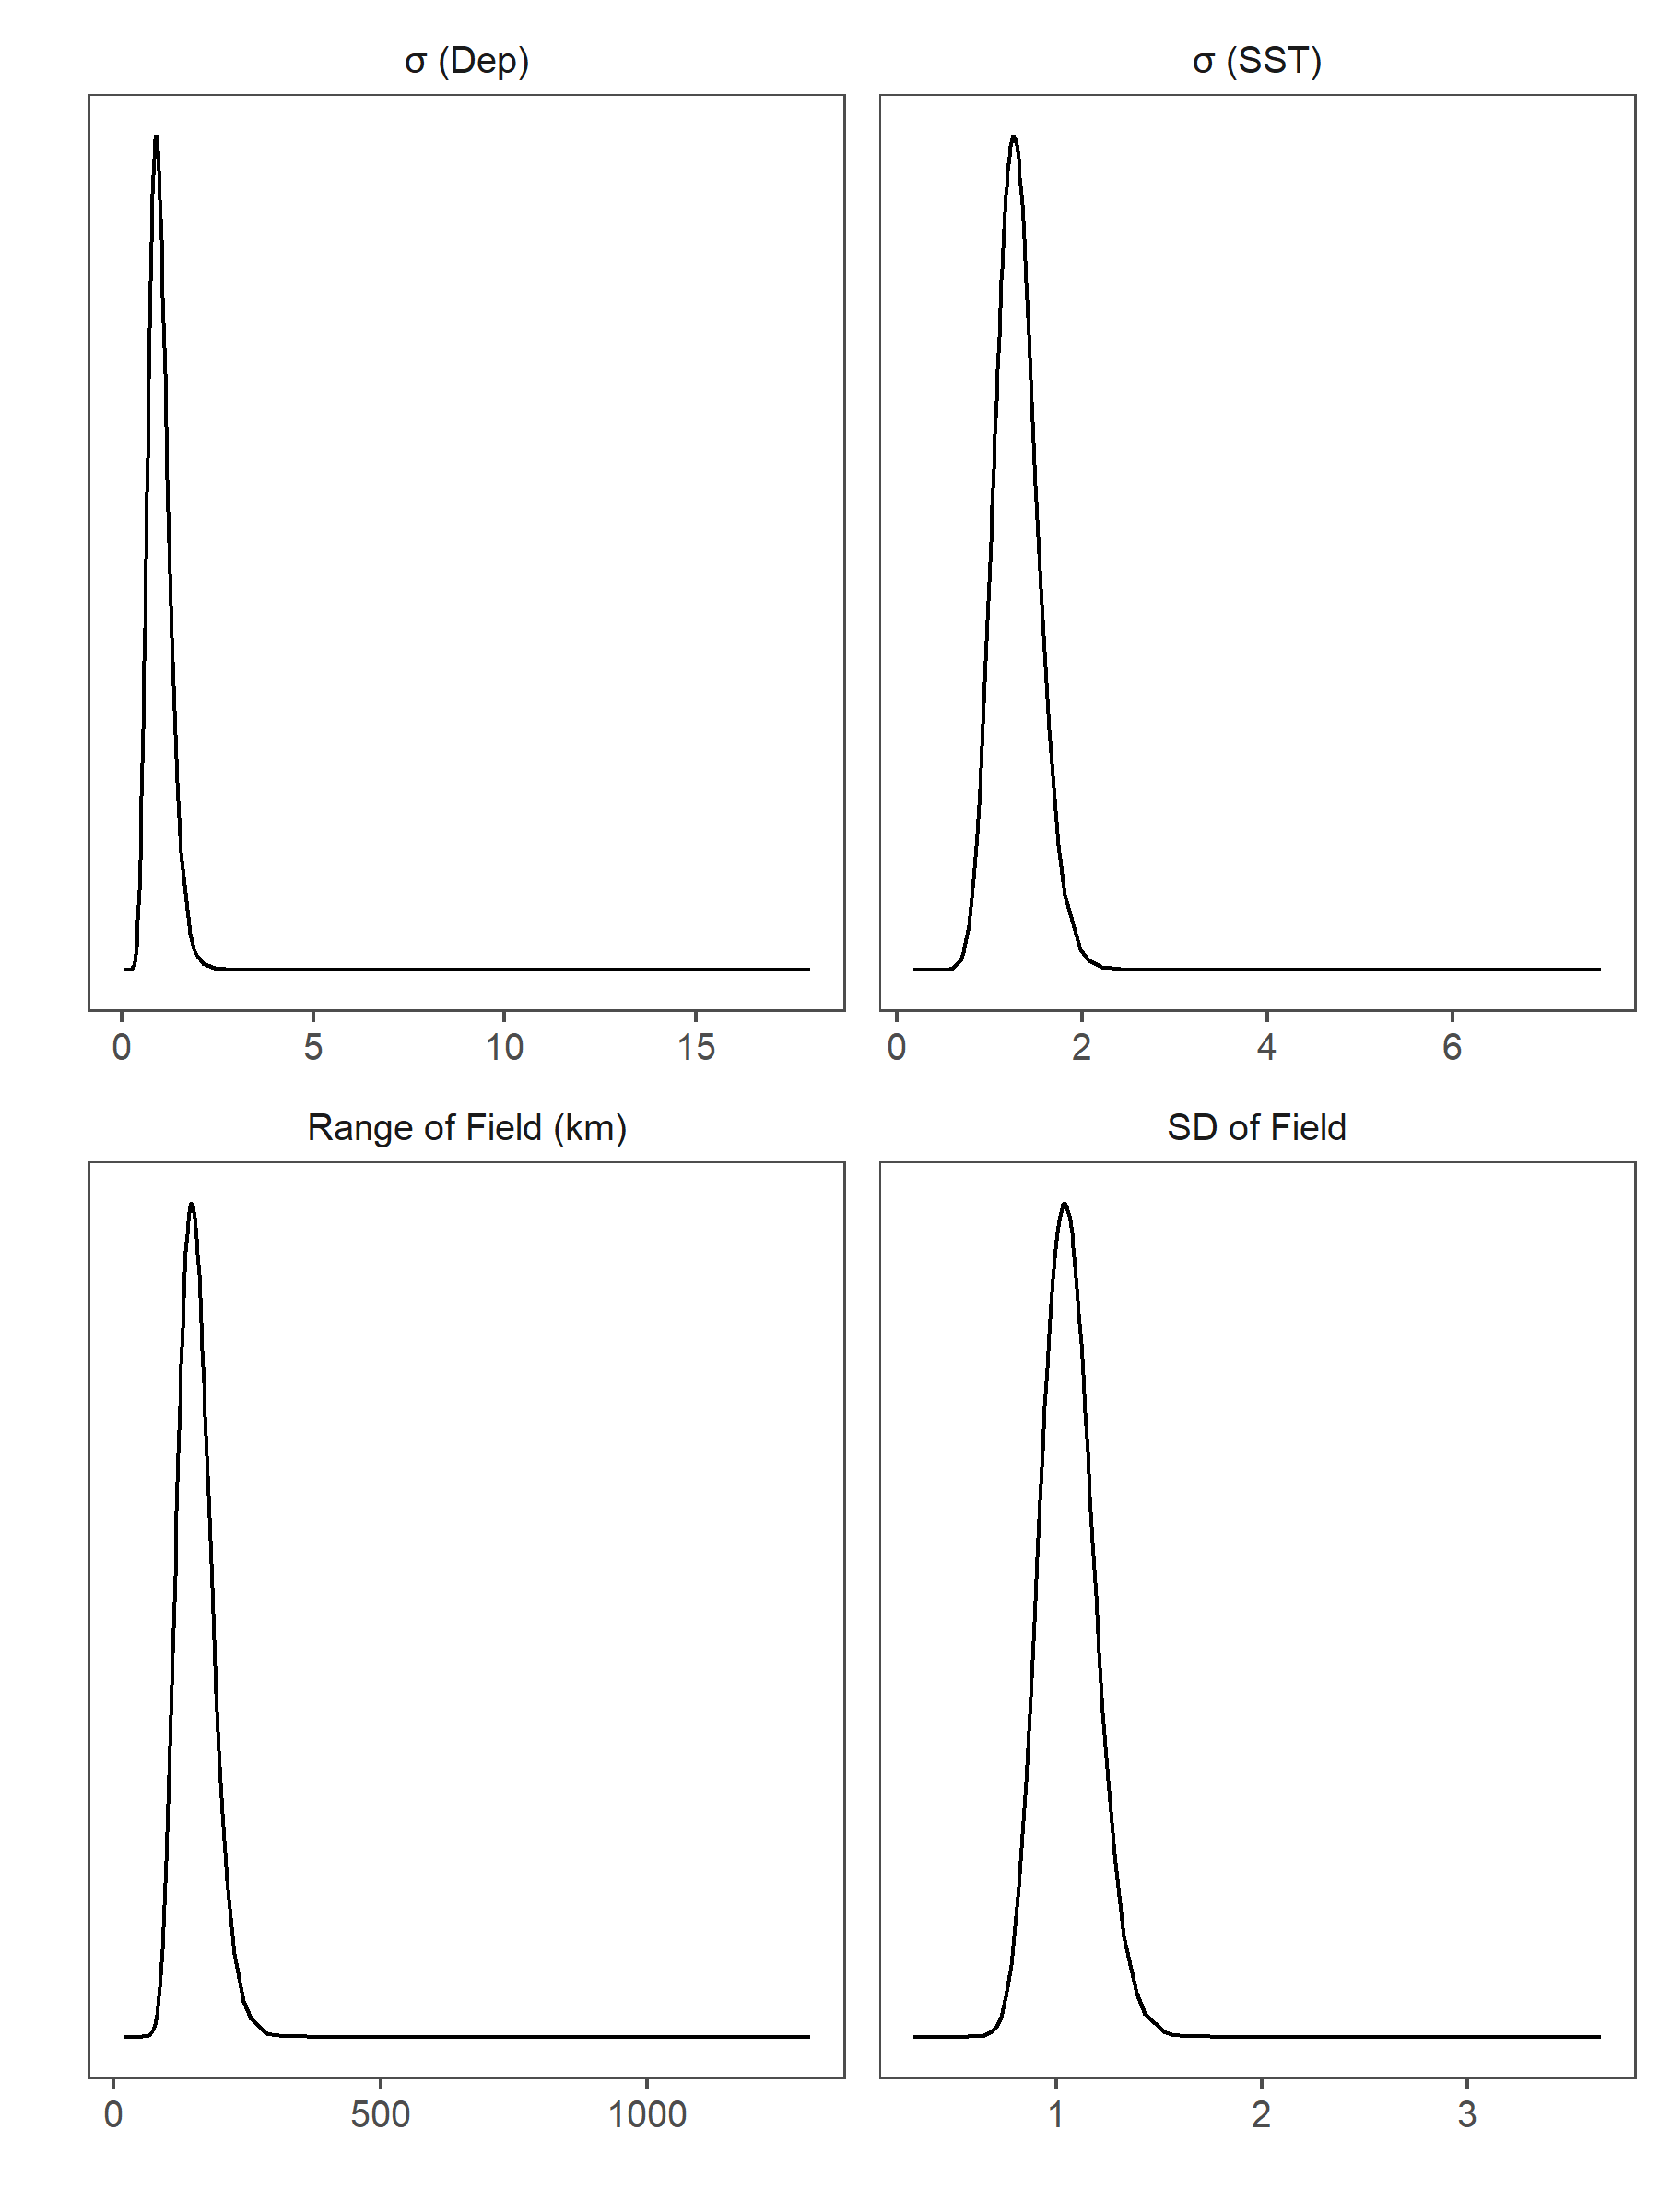 σ (Dep)
σ (SST)
0 5 10 15
0 2 4 6
Range of Field (km)
SD of Field
0 500 1000
1 2 3